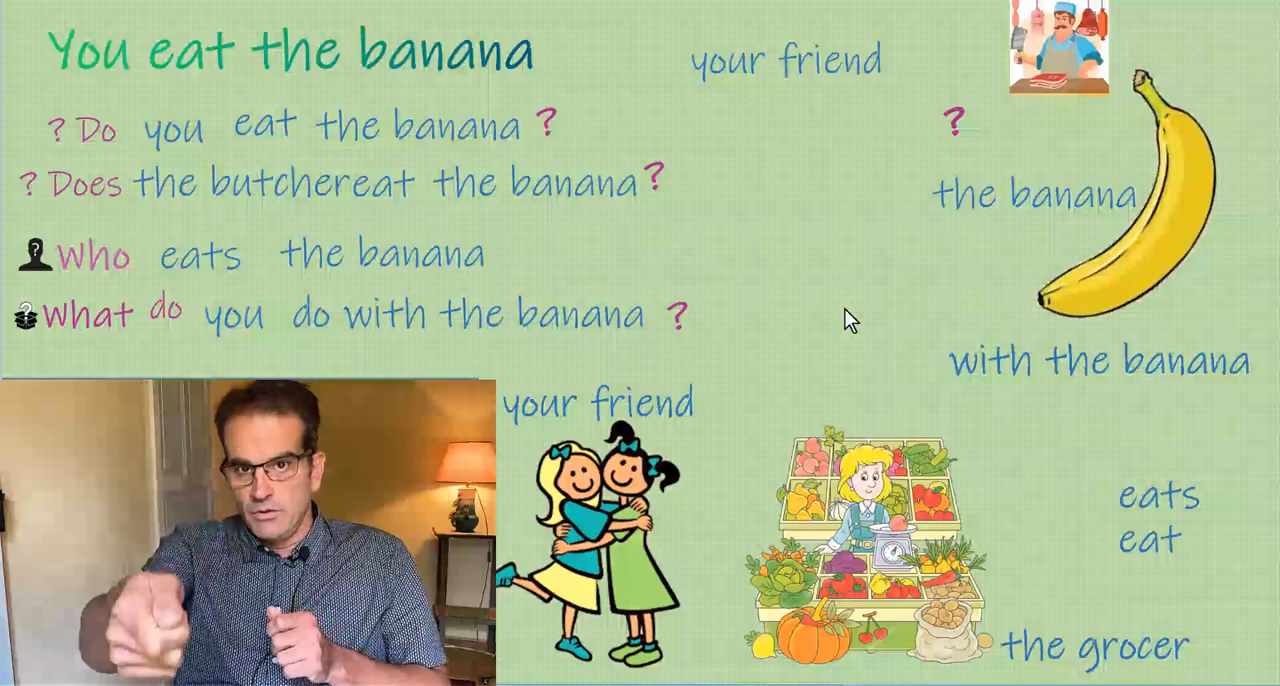 You eat the banana
your friend
? Do you eat the banana ?
?
? Does the butchereat the banana ?
the banana
? Who eats the banana
? What do you do with the banana ?
with the banana
your friend
eats
eat
the grocer